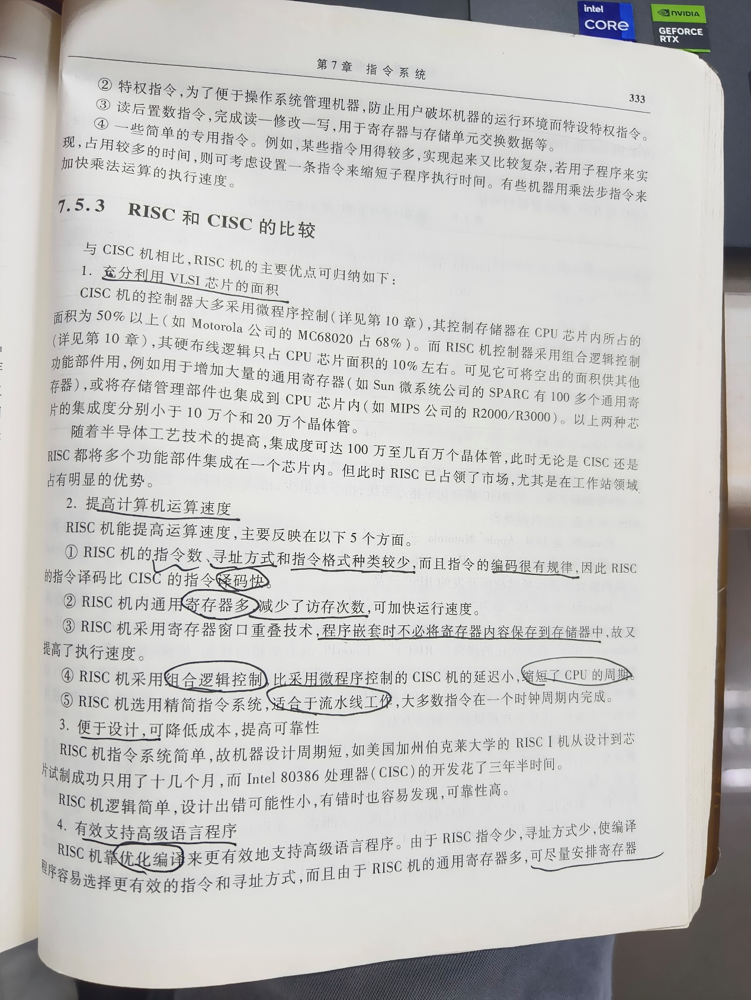 intel
CORE
NVIDIA
GEFORCE
RTX
第7章 指令系统
333
② 特权指令,为了便于操作系统管理机器,防止用户破坏机器的运行环境而特设特权指令。
③ 读后置数指令,完成读—修改—写,用于寄存器与存储单元交换数据等。
④ 一些简单的专用指令。例如,某些指令用得较多,实现起来又比较复杂,若用子程序来实
现,占用较多的时间,则可考虑设置一条指令来缩短子程序执行时间。有些机器用乘法步指令来
加快乘法运算的执行速度。
7.5.3 RISC 和 CISC 的比较
与 CISC 机相比,RISC 机的主要优点可归纳如下:
1. 充分利用 VLSI 芯片的面积
CISC 机的控制器大多采用微程序控制(详见第 10 章),其控制存储器在 CPU 芯片内所占的
面积为 50% 以上(如 Motorola 公司的 MC68020 占 68%)。而 RISC 机控制器采用组合逻辑控制
(详见第 10 章),其硬布线逻辑只占 CPU 芯片面积的 10% 左右。可见它可将空出的面积供其他
功能部件用,例如用于增加大量的通用寄存器(如 Sun 微系统公司的 SPARC 有 100 多个通用寄
存器),或将存储管理部件也集成到 CPU 芯片内(如 MIPS 公司的 R2000/R3000)。以上两种芯
片的集成度分别小于 10 万个和 20 万个晶体管。
随着半导体工艺技术的提高,集成度可达 100 万至几百万个晶体管,此时无论是 CISC 还是
RISC 都将多个功能部件集成在一个芯片内。但此时 RISC 已占领了市场,尤其是在工作站领域
占有明显的优势。
2. 提高计算机运算速度
RISC 机能提高运算速度,主要反映在以下 5 个方面。
① RISC 机的指令数、寻址方式和指令格式种类较少,而且指令的编码很有规律,因此 RISC
的指令译码比 CISC 的指令译码快。
② RISC 机内通用寄存器多,减少了访存次数,可加快运行速度。
③ RISC 机采用寄存器窗口重叠技术,程序嵌套时不必将寄存器内容保存到存储器中,故又
提高了执行速度。
④ RISC 机采用组合逻辑控制,比采用微程序控制的 CISC 机的延迟小,缩短了 CPU 的周期。
⑤ RISC 机选用精简指令系统,适合于流水线工作,大多数指令在一个时钟周期内完成。
3. 便于设计,可降低成本,提高可靠性
RISC 机指令系统简单,故机器设计周期短,如美国加州伯克莱大学的 RISC I 机从设计到芯
片试制成功只用了十几个月,而 Intel 80386 处理器(CISC)的开发花了三年半时间。
RISC 机逻辑简单,设计出错可能性小,有错时也容易发现,可靠性高。
4. 有效支持高级语言程序
RISC 机靠优化编译来更有效地支持高级语言程序。由于 RISC 指令少,寻址方式少,使编译
程序容易选择更有效的指令和寻址方式,而且由于 RISC 机的通用寄存器多,可尽量安排寄存器